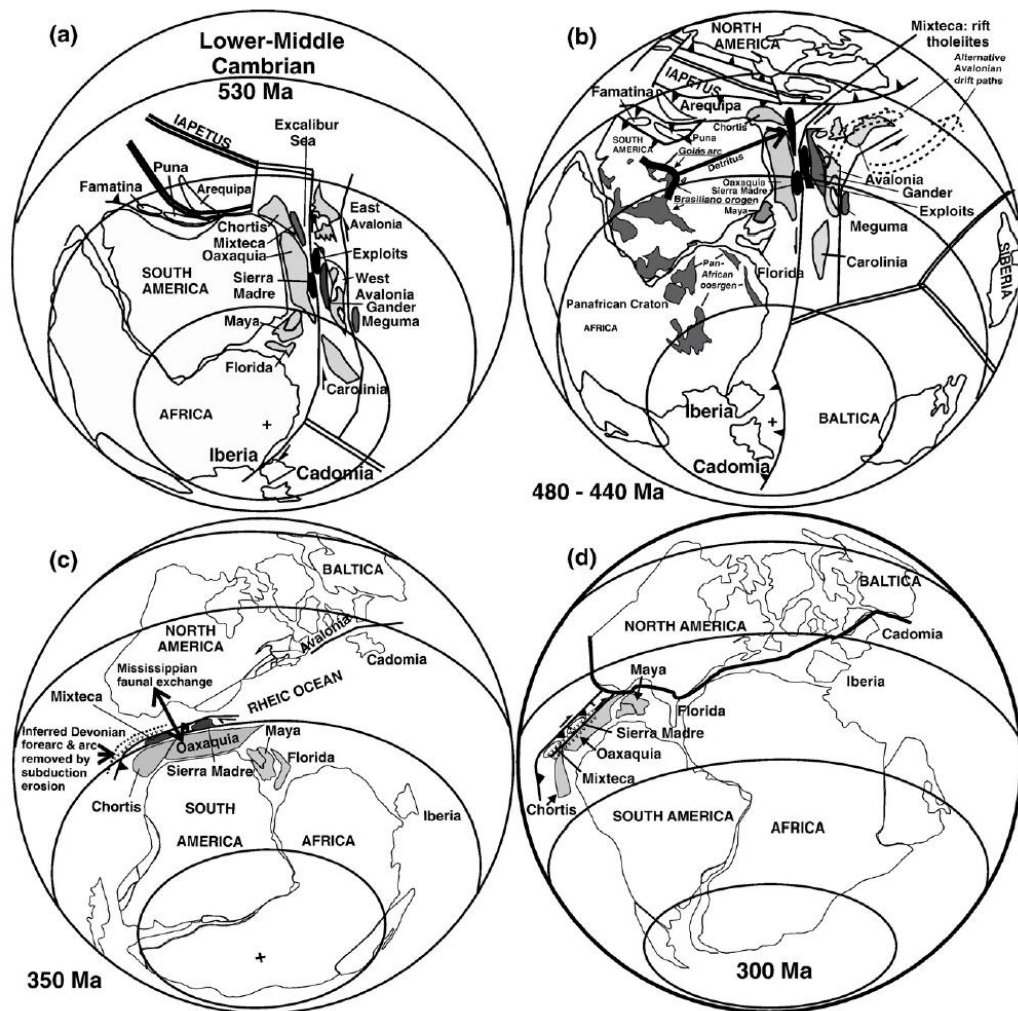 (a)
Lower-Middle
Cambrian
530 Ma
IAPETUS
Excalibur
Sea
Puna
Famatina
Arequipa
East
Avalonia
Chortis
Mixteca
Oaxaquia
Exploits
SOUTH
AMERICA
Sierra
Madre
West
Avalonia
Gander
Meguma
Maya
Florida
Carolinia
AFRICA
+
Iberia
Cadomia
(b)
NORTH
AMERICA
Mixteca: rift
tholeiites
Alternative
Avalonian
drift paths
IAPETUS
Famatina
Arequipa
Chortis
Puna
SOUTH
AMERICA
Goiás arc
Detritus
Oaxaquia
Sierra Madre
Brasiliano orogen
Maya
Avalonia
Gander
Exploits
Meguma
Pan-
African
oosrgen
Florida
Carolinia
SIBERIA
Panafrican Craton
AFRICA
Iberia
+
BALTICA
Cadomia
480 - 440 Ma
(c)
BALTICA
NORTH
AMERICA
Avalonia
Cadomia
Mississippian
faunal exchange
Mixteca
RHEIC OCEAN
Inferred Devonian
forearc & arc
removed by
subduction
erosion
Oaxaquia
Maya
Sierra Madre
Florida
Chortis
SOUTH
AMERICA
AFRICA
Iberia
+
350 Ma
(d)
BALTICA
NORTH AMERICA
Cadomia
Maya
Iberia
Florida
Sierra Madre
Oaxaquia
Mixteca
Chortis
SOUTH AMERICA
AFRICA
300 Ma